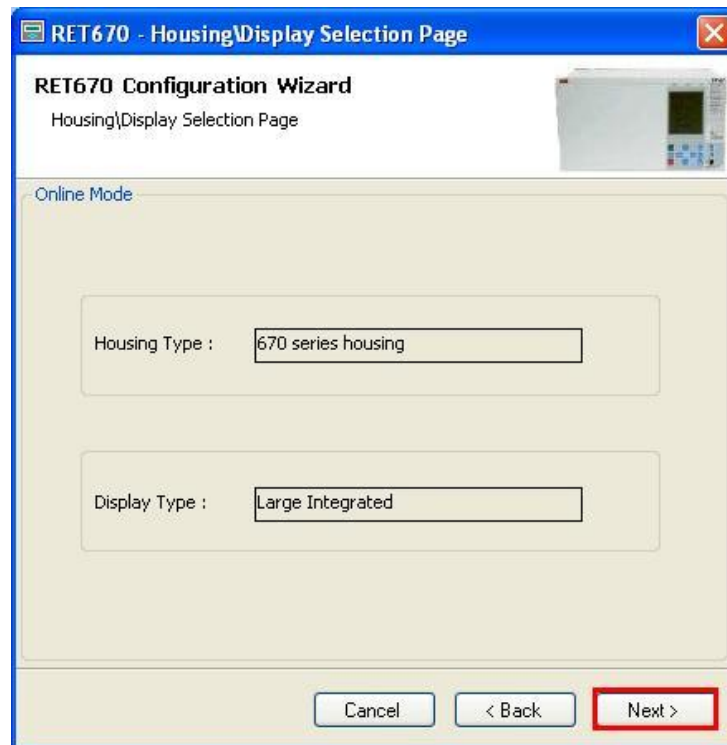 RET670 - Housing\Display Selection Page
RET670 Configuration Wizard
Housing\Display Selection Page
Online Mode
Housing Type :
670 series housing
Display Type :
Large Integrated
Cancel
< Back
Next >